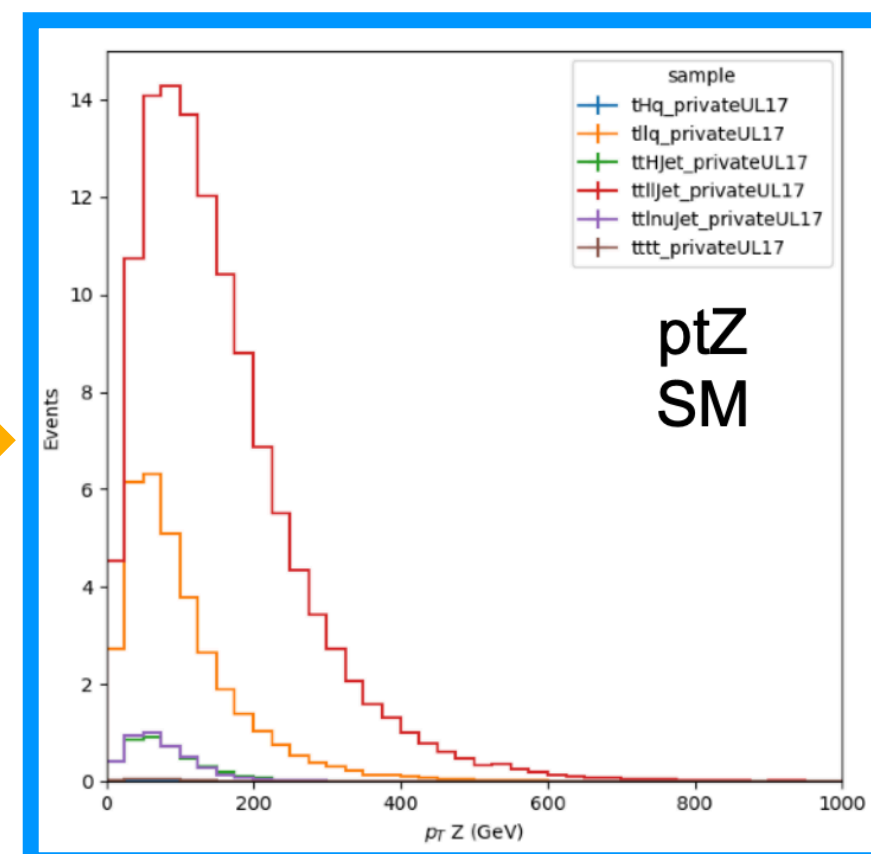 sample
tHq_privateUL17
tllq_privateUL17
ttHJet_privateUL17
ttllJet_privateUL17
ttlnuJet_privateUL17
tttt_privateUL17
ptZ
SM
14
12
10
8
6
4
2
0
Events
0 200 400 600 800 1000
p_T Z (GeV)